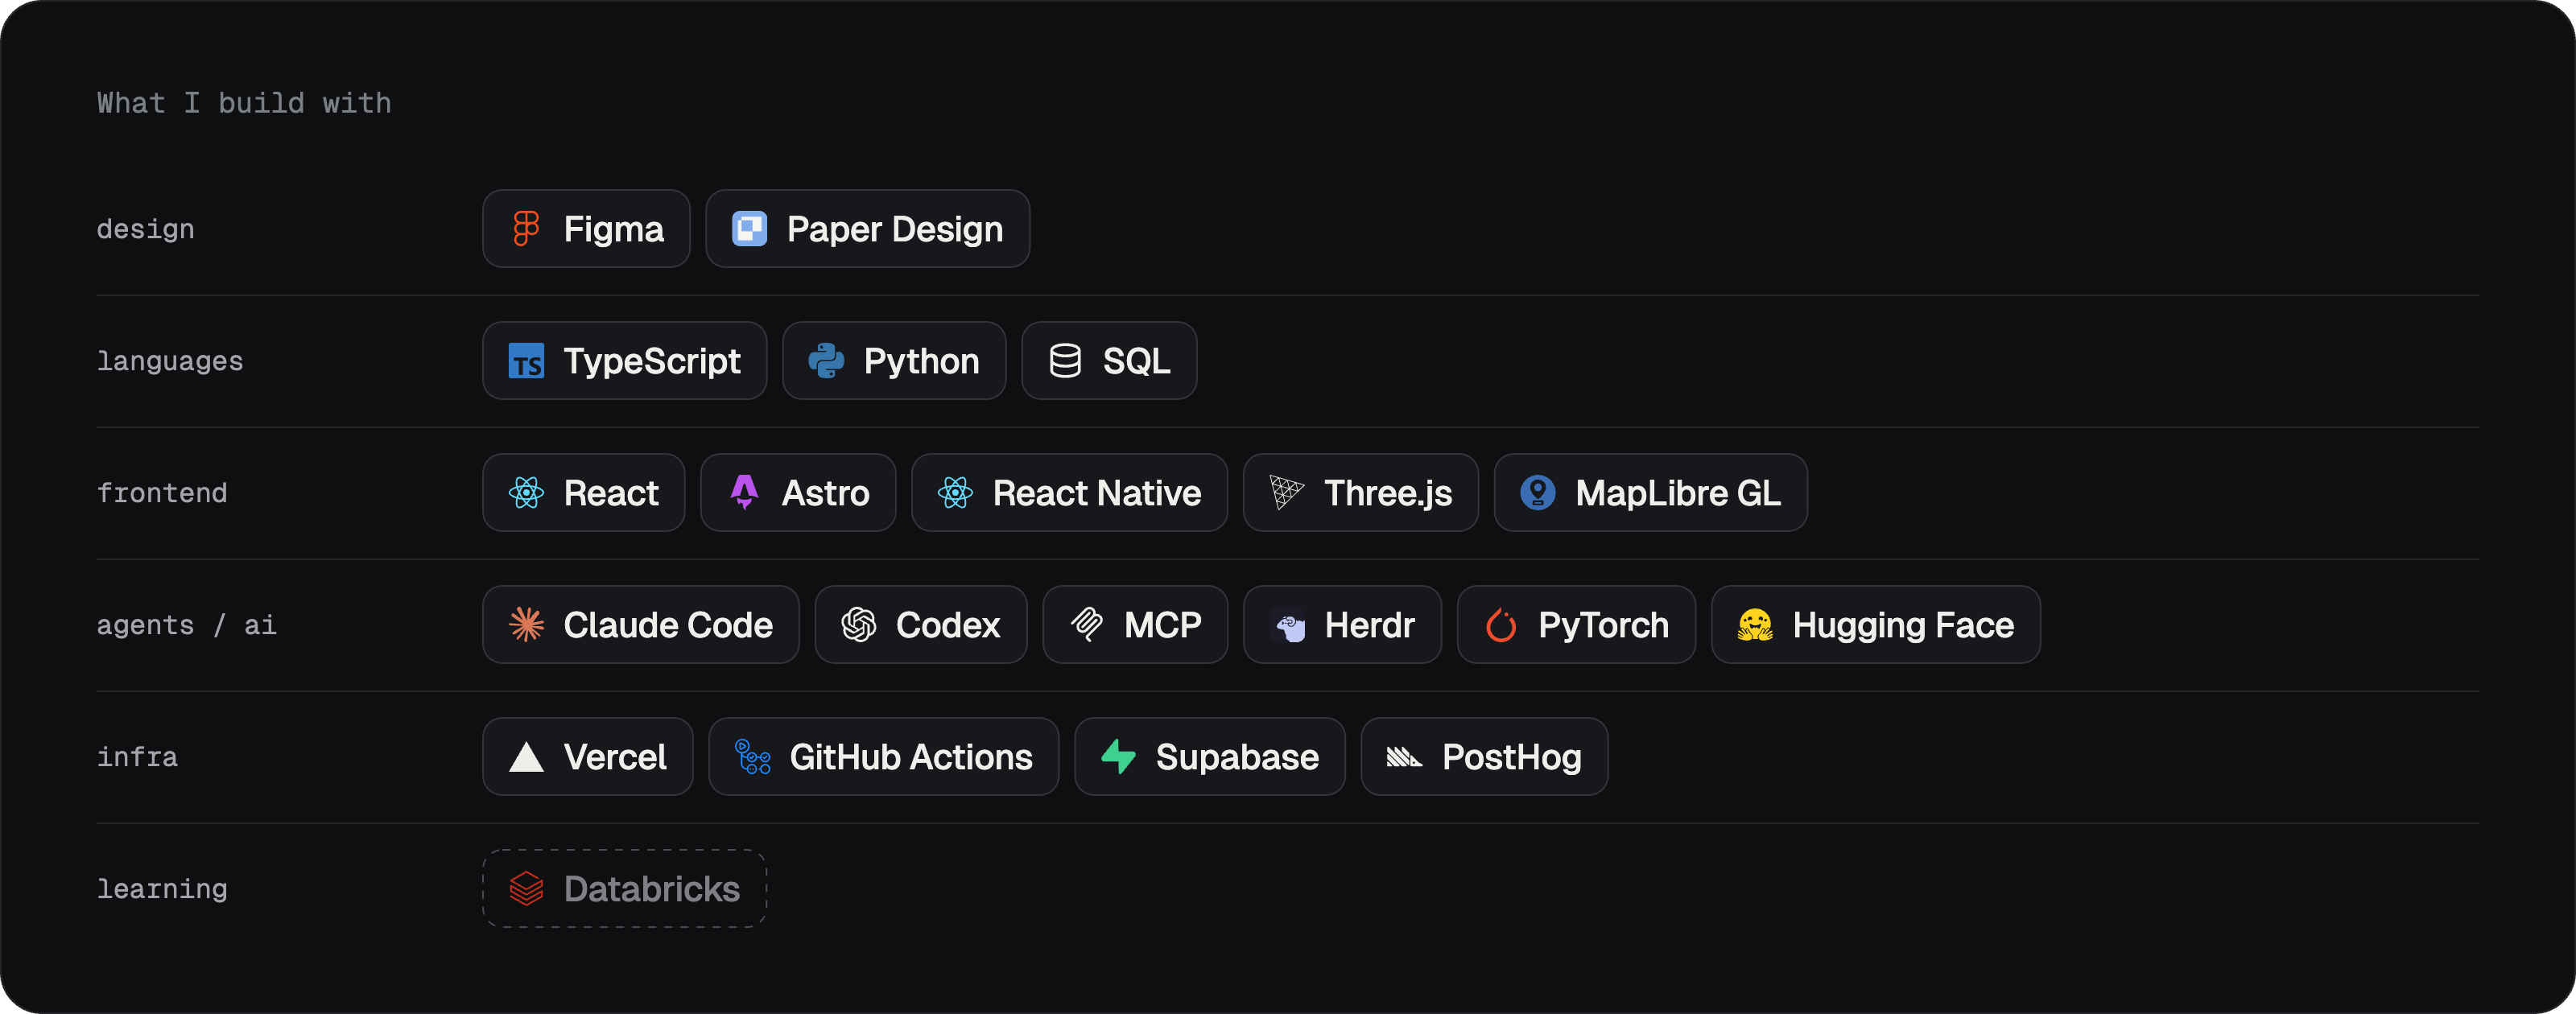 What I build with
design Figma Paper Design
languages TypeScript Python SQL
frontend React Astro React Native Three.js MapLibre GL
agents / ai Claude Code Codex MCP Herdr PyTorch Hugging Face
infra Vercel GitHub Actions Supabase PostHog
learning Databricks